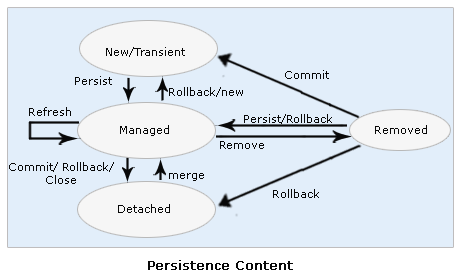 New/Transient
Commit
Persist
Rollback/new
Refresh
Managed
Persist/Rollback
Removed
Remove
Commit/ Rollback/
Close
merge
Rollback
Detached
Persistence Content